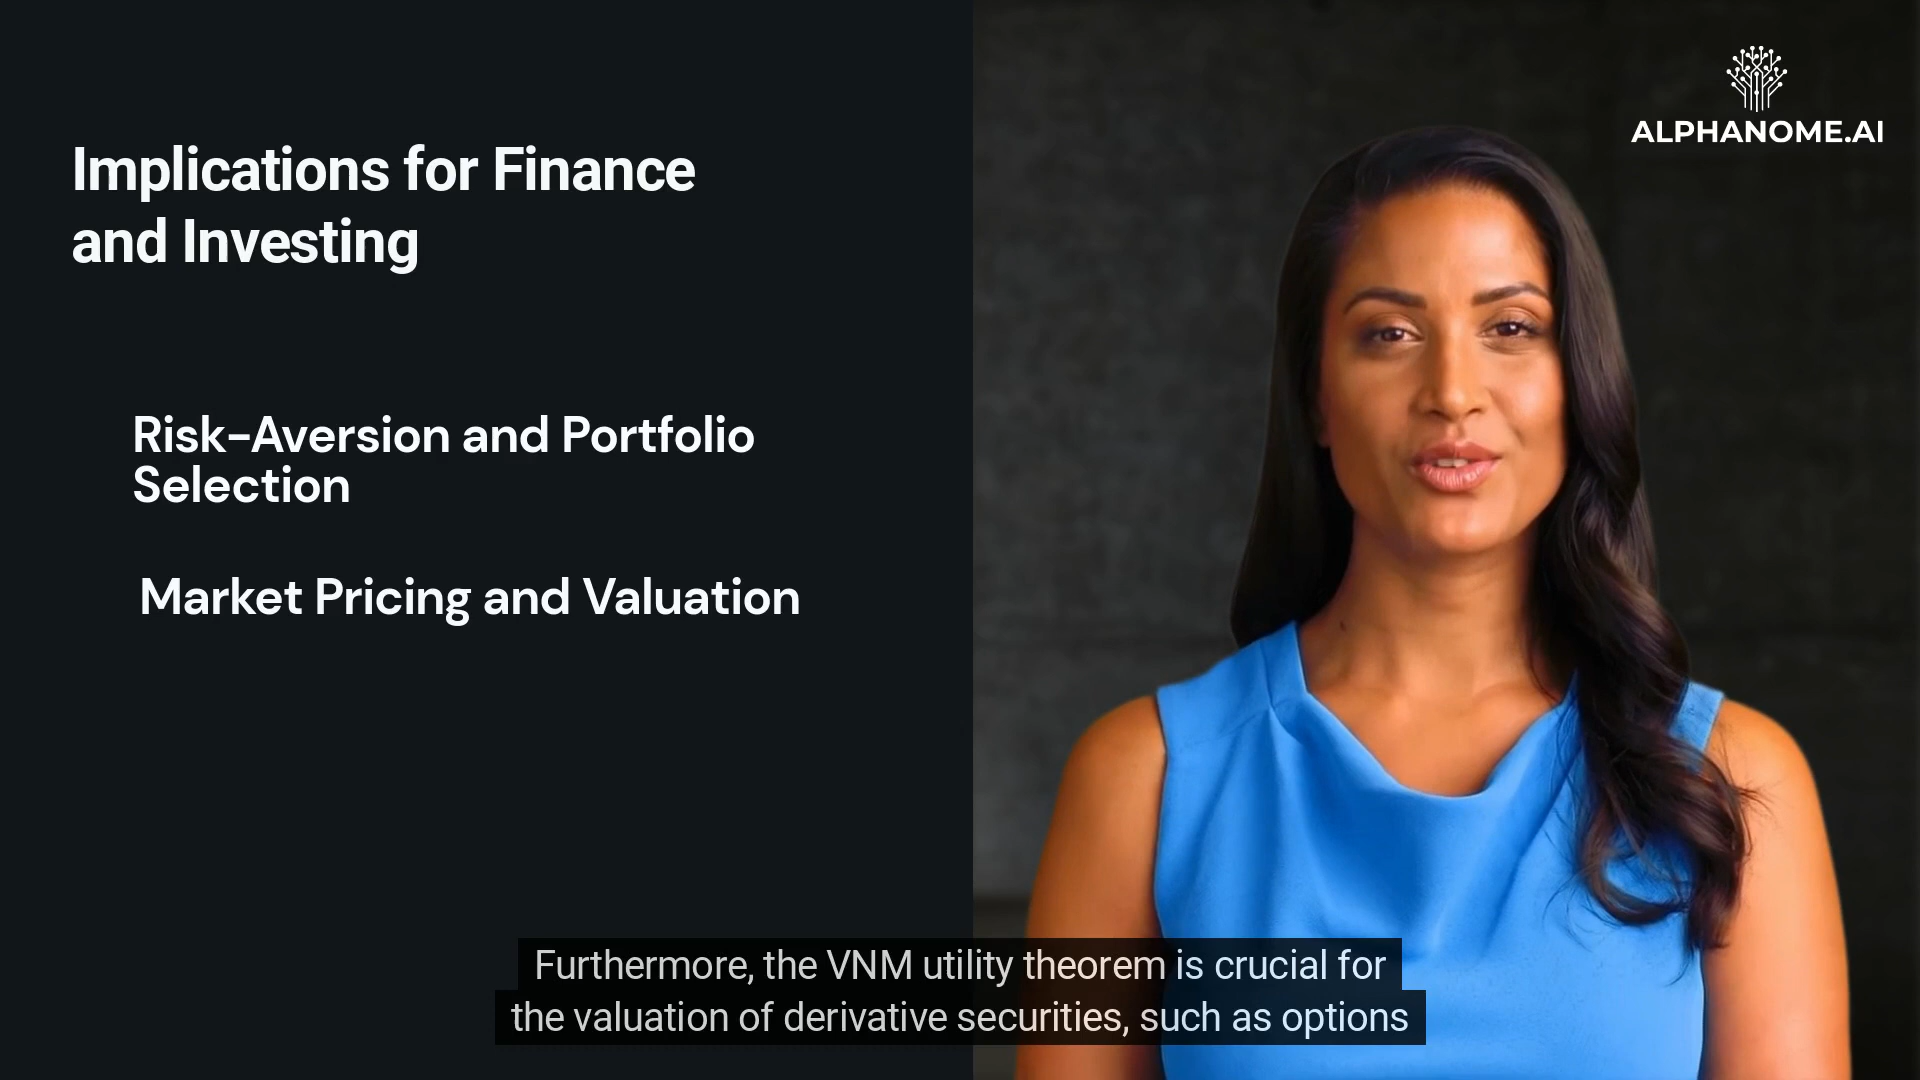 ALPHANOME.AI
Implications for Finance
and Investing
Risk-Aversion and Portfolio
Selection
Market Pricing and Valuation
Furthermore, the VNM utility theorem is crucial for
the valuation of derivative securities, such as options